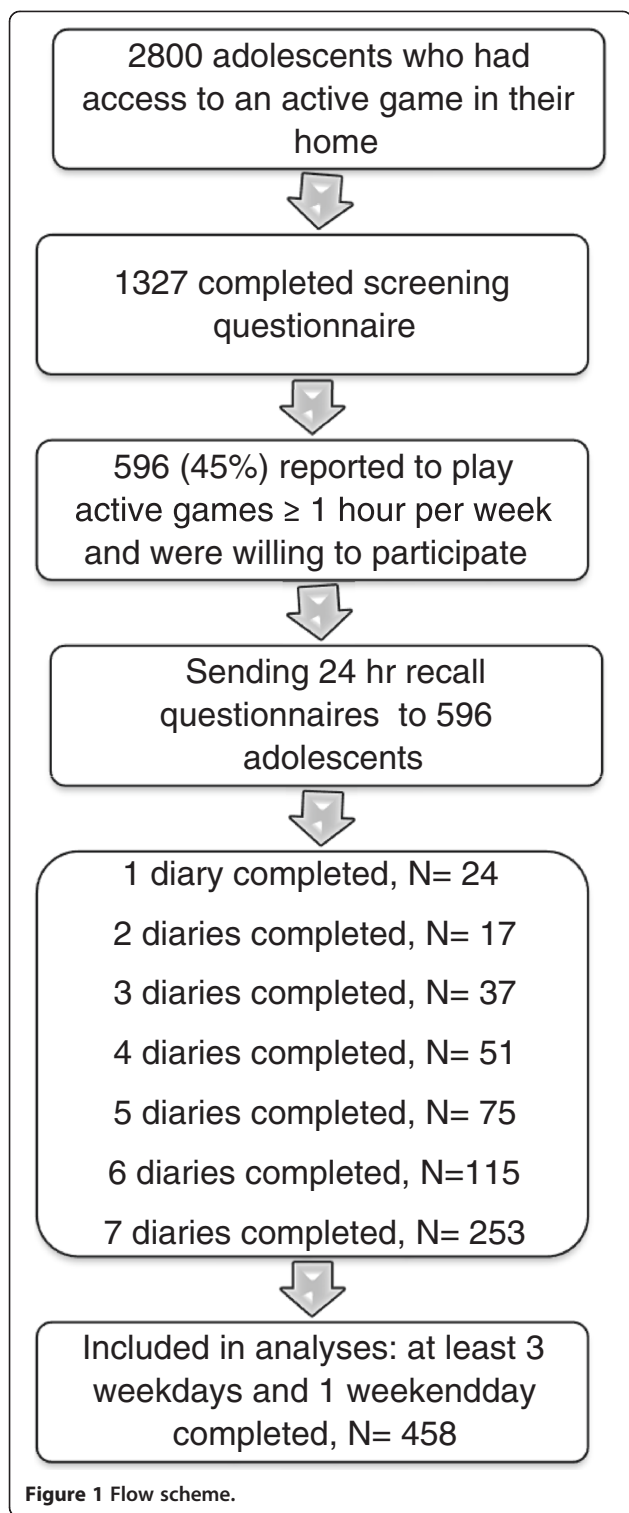 2800 adolescents who had
access to an active game in their
home
1327 completed screening
questionnaire
596 (45%) reported to play
active games ≥ 1 hour per week
and were willing to participate
Sending 24 hr recall
questionnaires to 596
adolescents
1 diary completed, N= 24
2 diaries completed, N= 17
3 diaries completed, N= 37
4 diaries completed, N= 51
5 diaries completed, N= 75
6 diaries completed, N=115
7 diaries completed, N= 253
Included in analyses: at least 3
weekdays and 1 weekendday
completed, N= 458
Figure 1 Flow scheme.